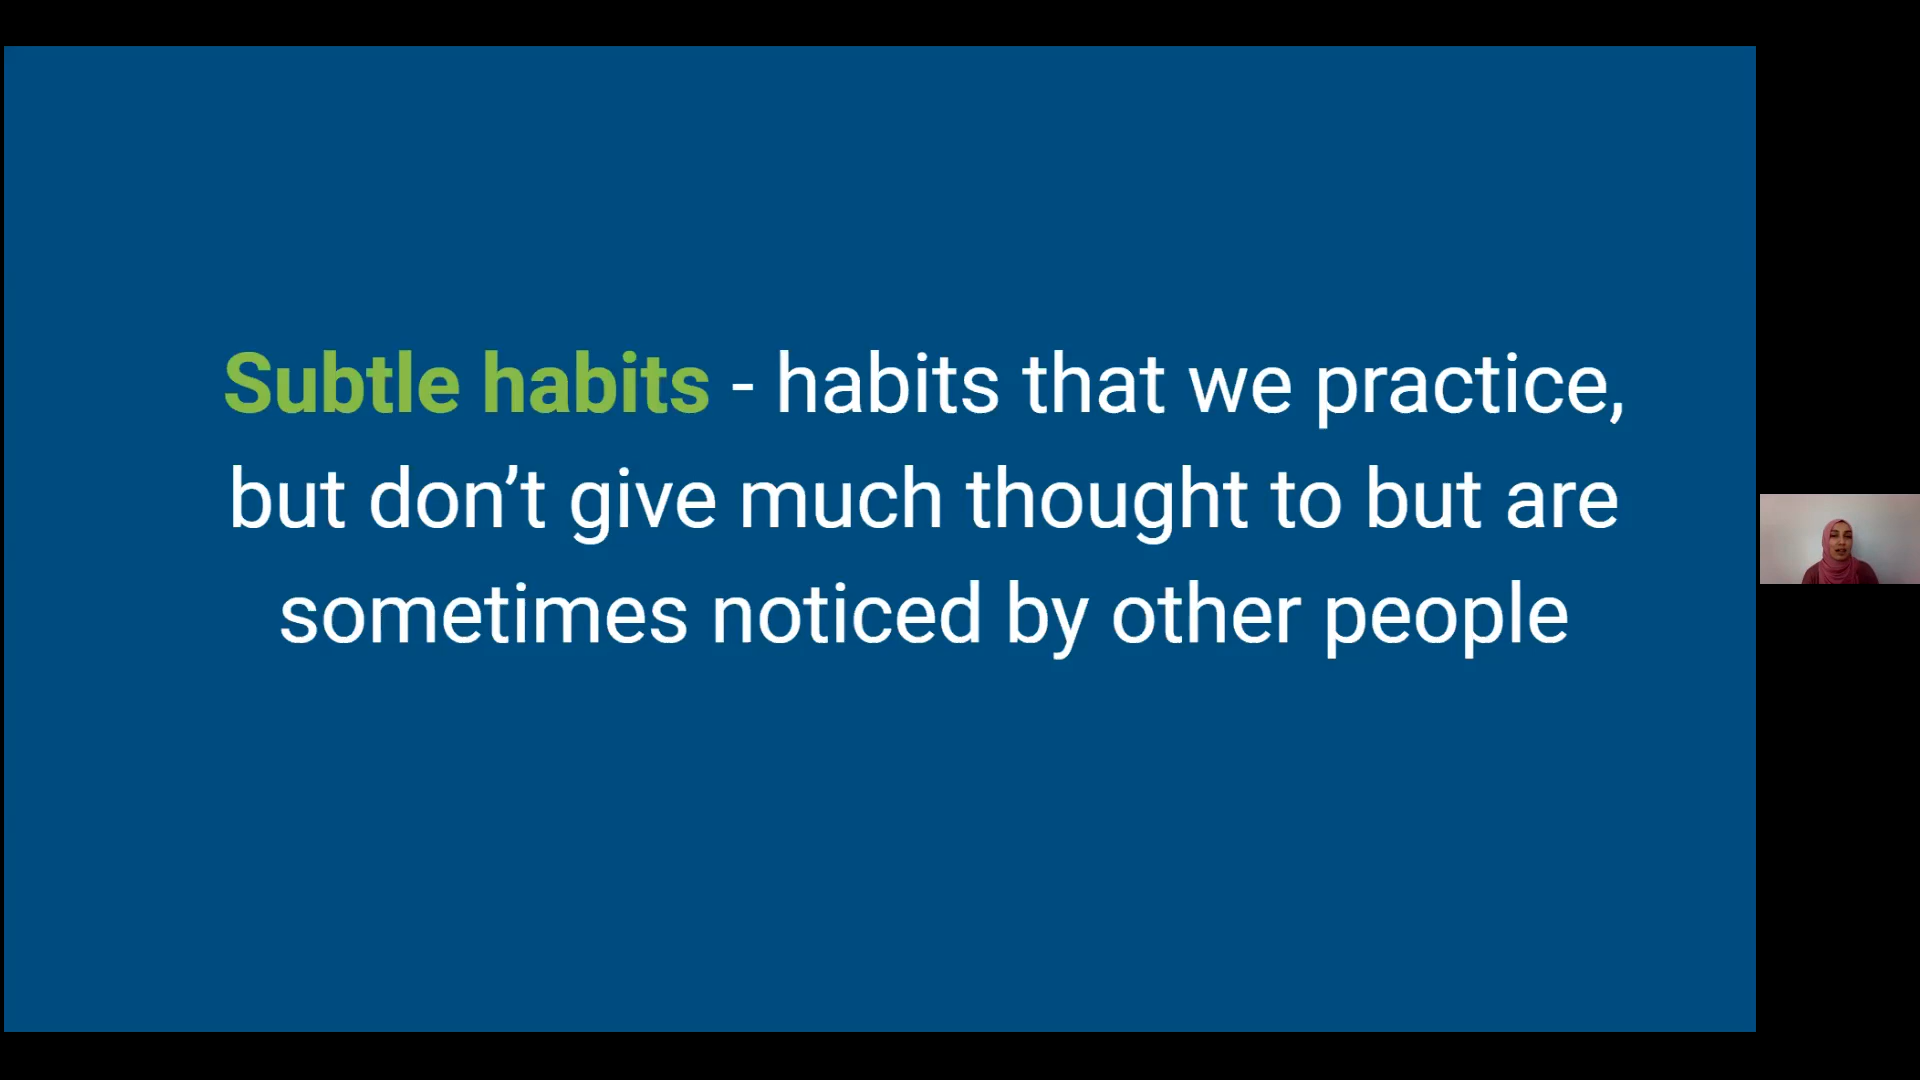 Subtle habits - habits that we practice,
but don’t give much thought to but are
sometimes noticed by other people